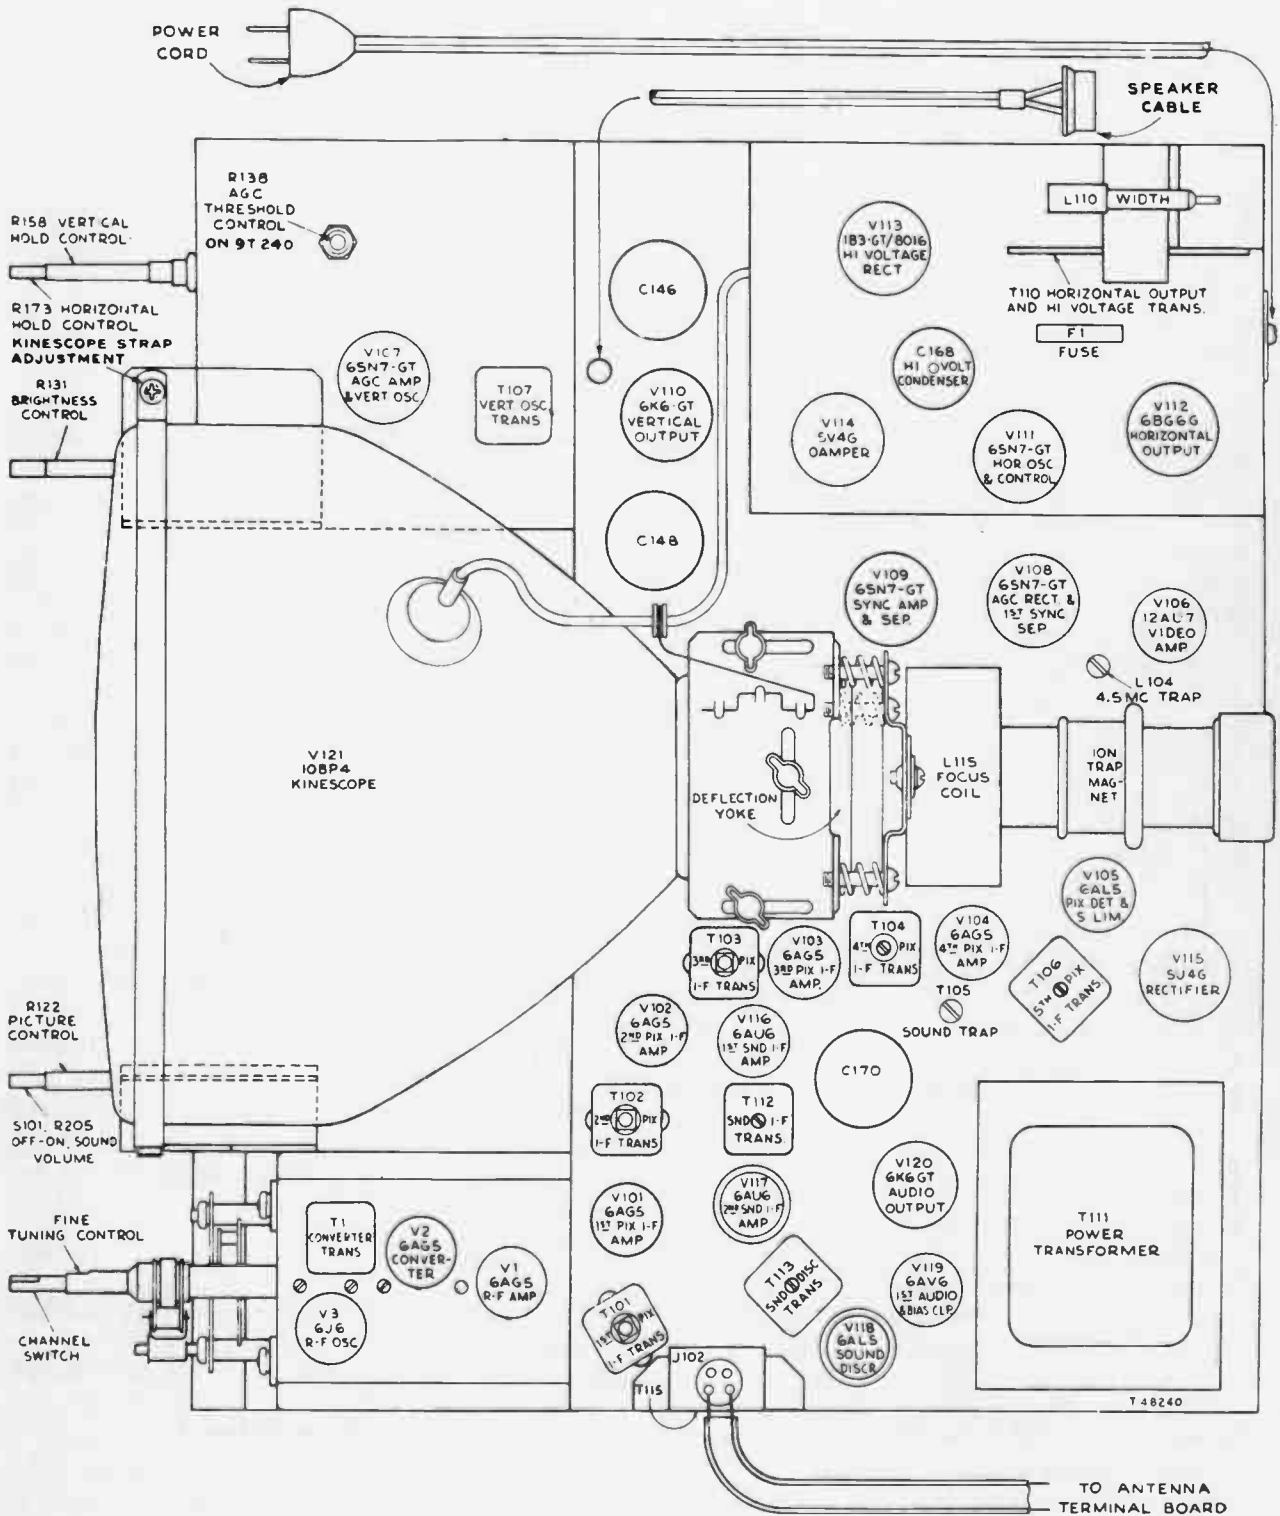 POWER
CORD
SPEAKER
CABLE
R138
AGC
THRESHOLD
CONTROL
ON 9T 240
R158 VERTICAL
HOLD CONTROL
R173 HORIZONTAL
HOLD CONTROL
KINESCOPE STRAP
ADJUSTMENT
R131
BRIGHTNESS
CONTROL
L110 WIDTH
V113
1B3-GT/8016
HI VOLTAGE
RECT
T110 HORIZONTAL OUTPUT
AND HI VOLTAGE TRANS.
F1
FUSE
C146
V107
6SN7-GT
AGC AMP
& VERT OSC
T107
VERT OSC
TRANS
V110
6K6-GT
VERTICAL
OUTPUT
C168
HI VOLT
CONDENSER
V114
5V4G
DAMPER
V111
6SN7-GT
HOR OSC
& CONTROL
V112
6BG6G
HORIZONTAL
OUTPUT
C148
V109
6SN7-GT
SYNC AMP
& SEP.
V108
6SN7-GT
AGC RECT. &
1ST SYNC
SEP
V106
12AU7
VIDEO
AMP
L104
4.5 MC TRAP
V121
10BP4
KINESCOPE
DEFLECTION
YOKE
L115
FOCUS
COIL
ION
TRAP
MAG-
NET
V105
6AL5
PIX DET &
S LIM.
T103
3RD PIX
I-F TRANS
V103
6AG5
3RD PIX I-F
AMP.
T104
4TH PIX
I-F TRANS
V104
6AG5
4TH PIX I-F
AMP
T105
SOUND TRAP
T106
5TH PIX
I-F TRANS.
V115
5U4G
RECTIFIER
R122
PICTURE
CONTROL
V102
6AG5
2ND PIX I-F
AMP
V116
6AU6
1ST SND I-F
AMP
C170
T102
2ND PIX
I-F TRANS
T112
SND I-F
TRANS.
S101, R205
OFF-ON, SOUND
VOLUME
V101
6AG5
1ST PIX I-F
AMP
V117
6AU6
2ND SND I-F
AMP
V120
6K6GT
AUDIO
OUTPUT
T111
POWER
TRANSFORMER
FINE
TUNING CONTROL
T1
CONVERTER
TRANS
V2
6AG5
CONVER-
TER
V1
6AG5
R-F AMP
V3
6J6
R-F OSC
CHANNEL
SWITCH
T113
SND DISC
TRANS
V119
6AV6
1ST AUDIO
& BIAS CLP.
T101
1ST PIX
I-F TRANS
V118
6AL5
SOUND
DISCR.
J102
T115
T 48240
TO ANTENNA
TERMINAL BOARD